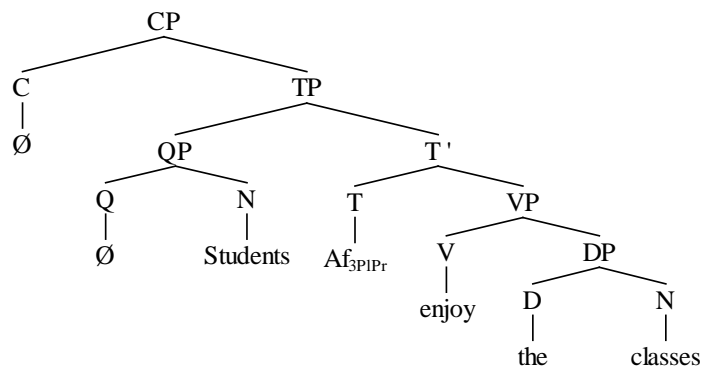 CP
C TP
Ø QP T '
Q N T VP
Ø Students Af3PlPr V DP
enjoy D N
the classes